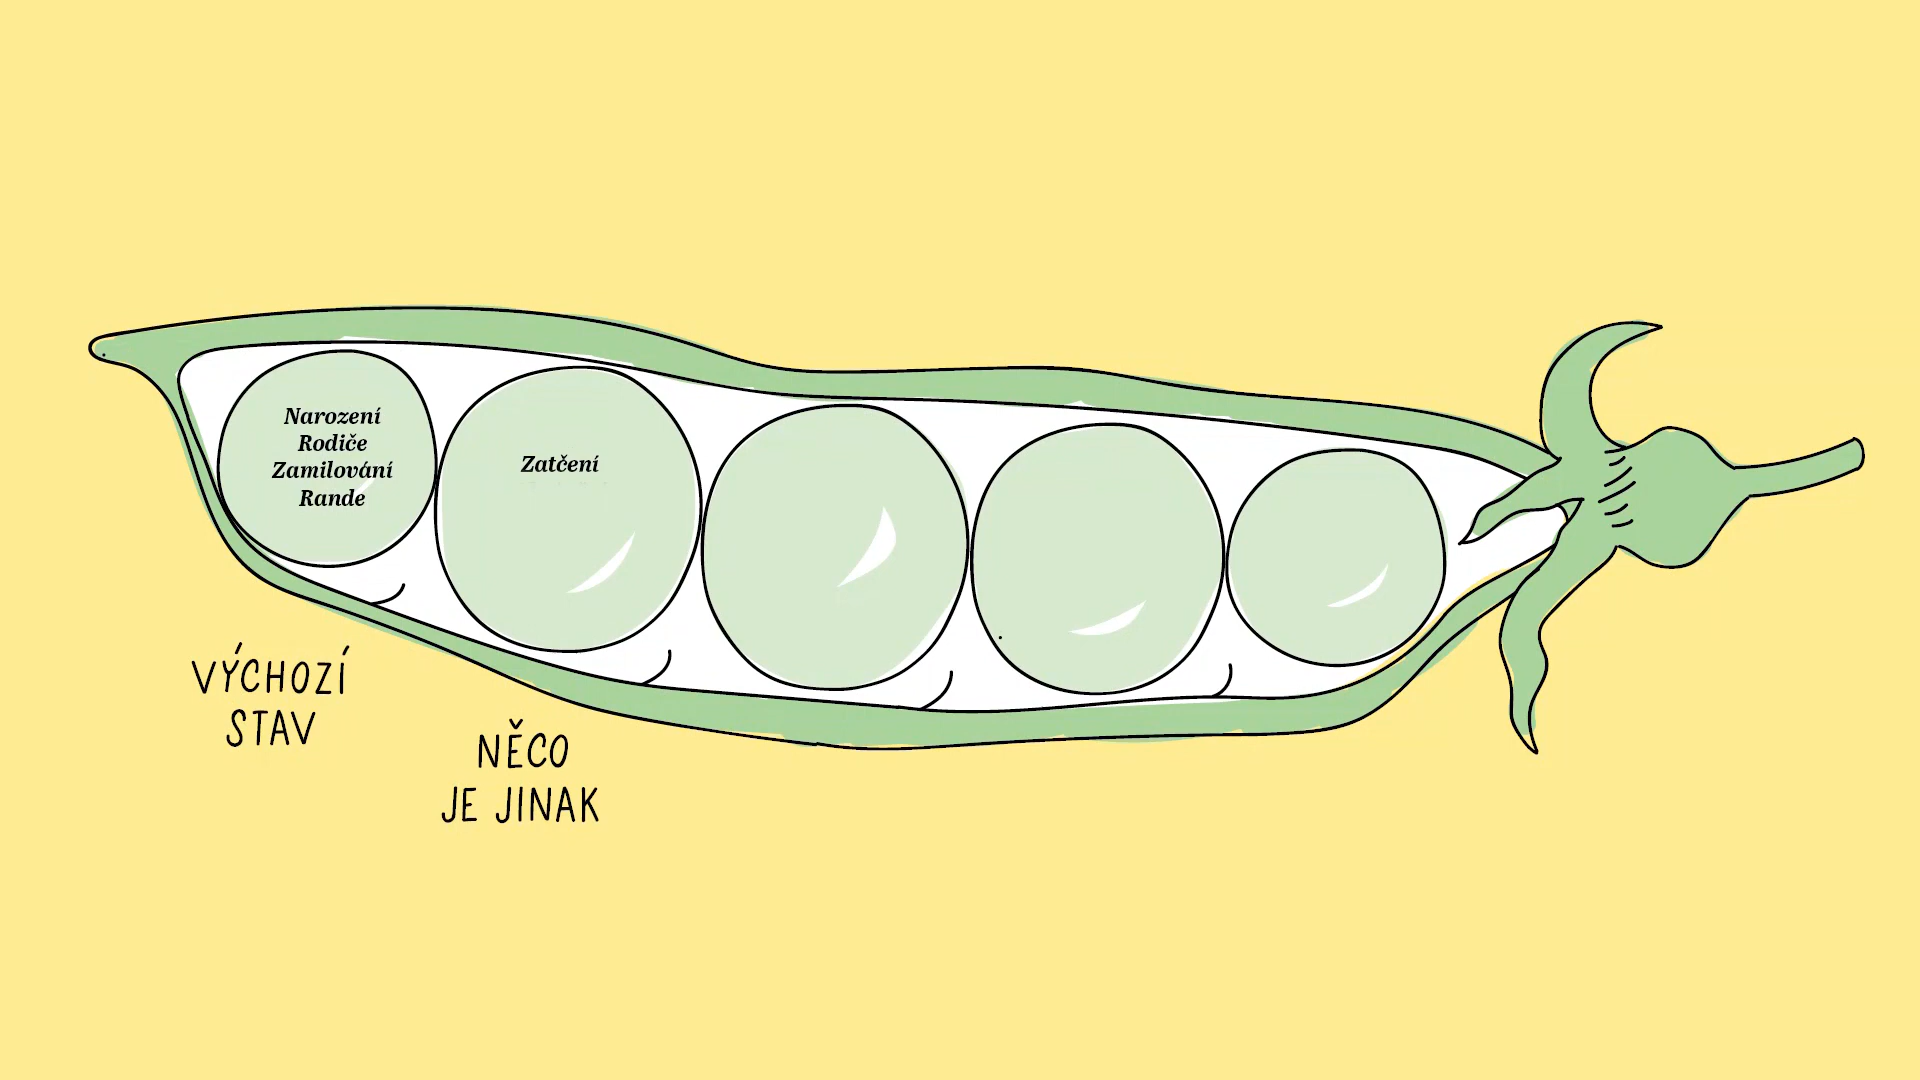 Narození
Rodiče
Zamilování
Rande
Zatčení
VÝCHOZÍ
STAV
NĚCO
JE JINAK